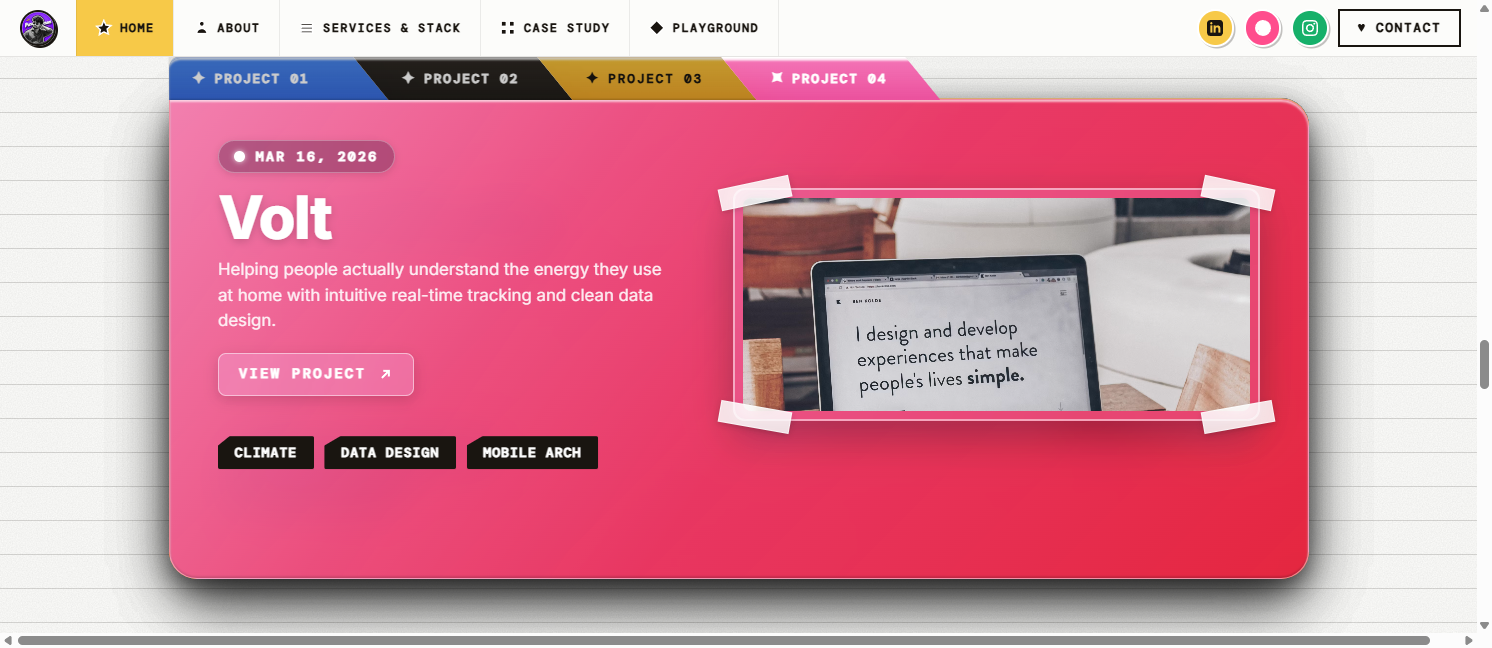 HOME
ABOUT
SERVICES & STACK
CASE STUDY
PLAYGROUND
in
♥ CONTACT
PROJECT 01
PROJECT 02
PROJECT 03
PROJECT 04
MAR 16, 2026
Volt
Helping people actually understand the energy they use
at home with intuitive real-time tracking and clean data
design.
VIEW PROJECT
CLIMATE
DATA DESIGN
MOBILE ARCH
I design and develop
experiences that make
people's lives simple.